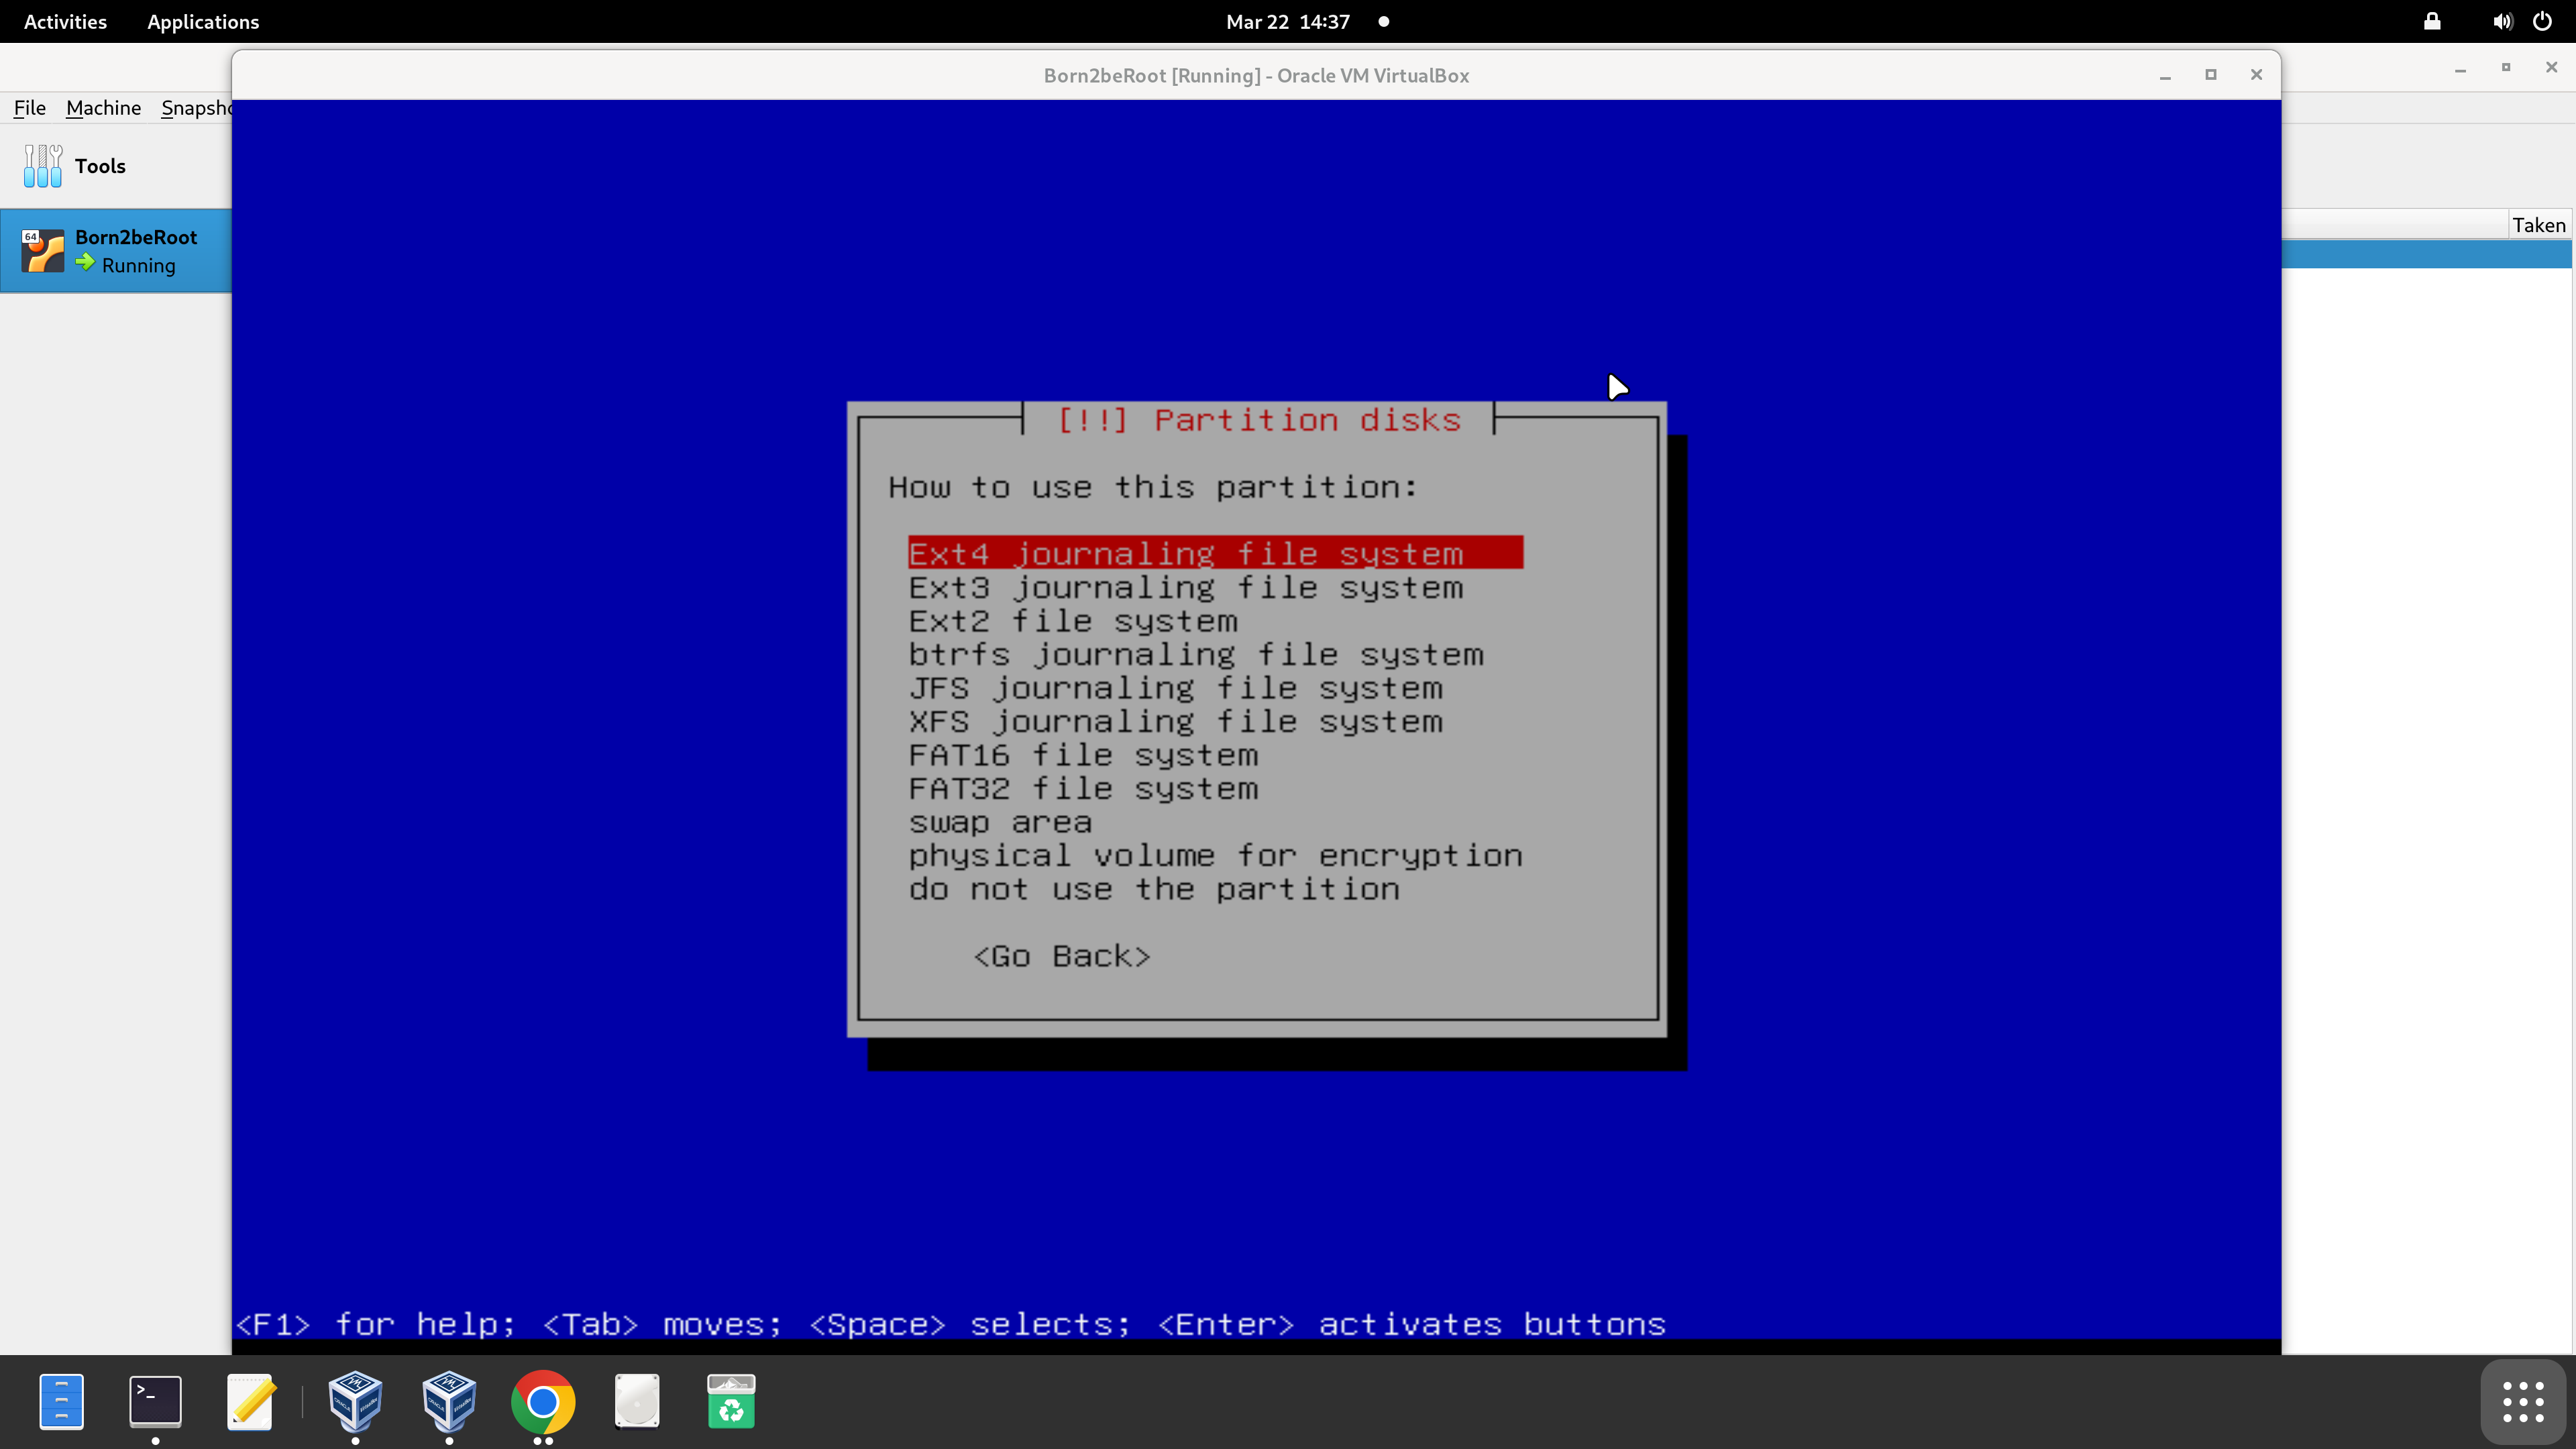 Activities Applications Mar 22 14:37
Born2beRoot [Running] - Oracle VM VirtualBox
File Machine Snapsho
Tools
Taken
64 Born2beRoot
Running
[!!] Partition disks
How to use this partition:
Ext4 journaling file system
Ext3 journaling file system
Ext2 file system
btrfs journaling file system
JFS journaling file system
XFS journaling file system
FAT16 file system
FAT32 file system
swap area
physical volume for encryption
do not use the partition
<Go Back>
<F1> for help; <Tab> moves; <Space> selects; <Enter> activates buttons